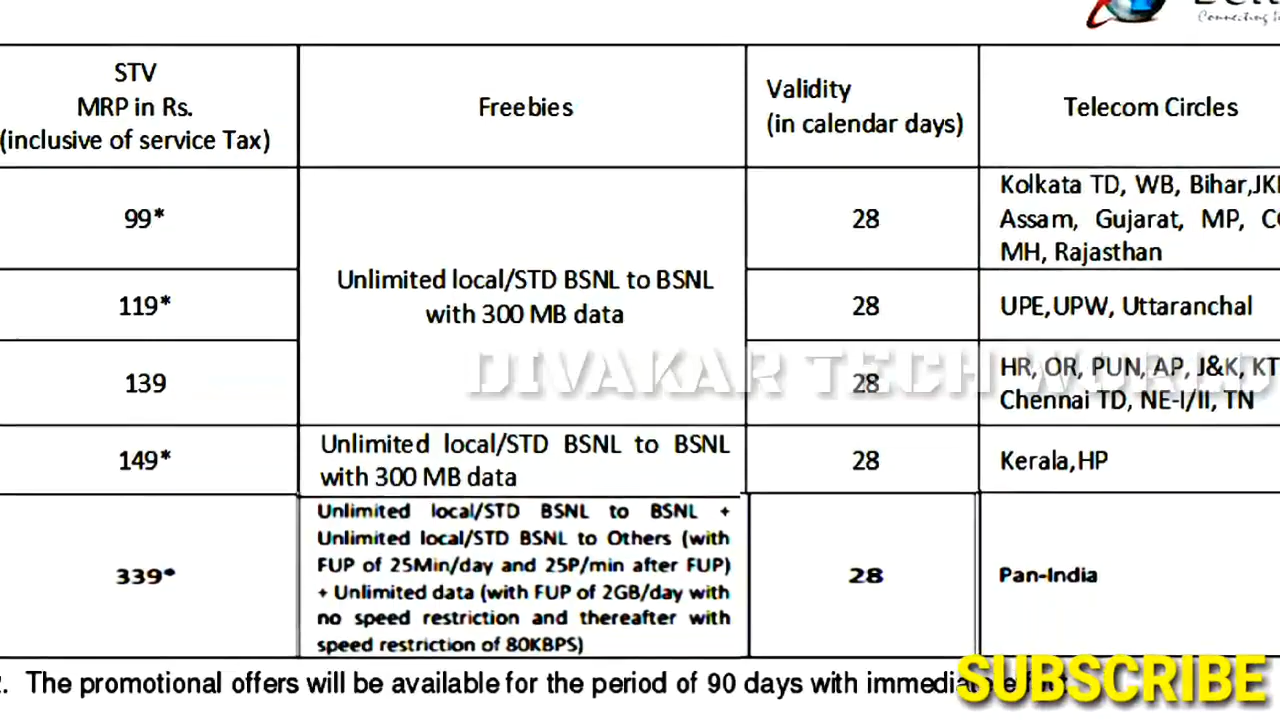 Connecting
STV
MRP in Rs.
(inclusive of service Tax)
Freebies
Validity
(in calendar days)
Telecom Circles
99*
Unlimited local/STD BSNL to BSNL
with 300 MB data
28
Kolkata TD, WB, Bihar,
Assam, Gujarat, MP,
MH, Rajasthan
119*
28
UPE,UPW, Uttaranchal
139
28
HR, OR, PUN, AP, J&K, KT
Chennai TD, NE-I/II, TN
DIVAKAR TECH WORLD
149*
Unlimited local/STD BSNL to BSNL
with 300 MB data
28
Kerala,HP
339*
Unlimited local/STD BSNL to BSNL +
Unlimited local/STD BSNL to Others (with
FUP of 25Min/day and 25P/min after FUP)
+ Unlimited data (with FUP of 2GB/day with
no speed restriction and thereafter with
speed restriction of 80KBPS)
28
Pan-India
. The promotional offers will be available for the period of 90 days with
SUBSCRIBE